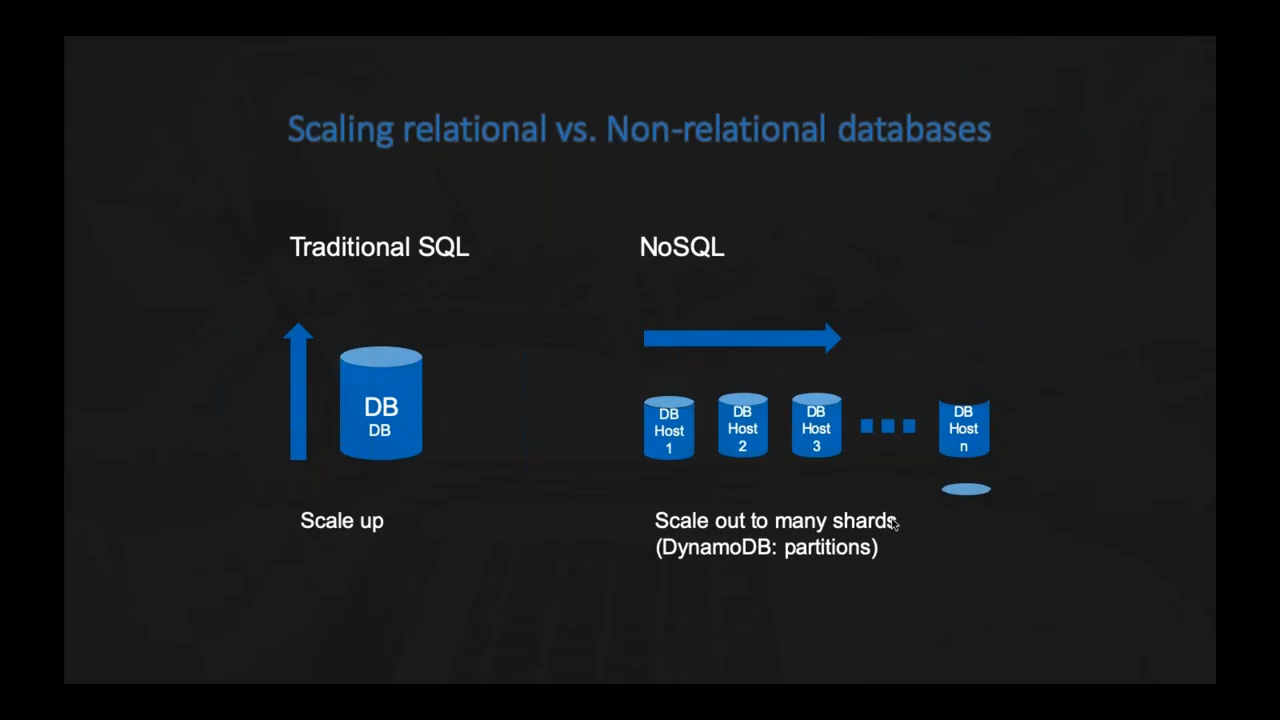 Scaling relational vs. Non-relational databases
Traditional SQL
NoSQL
DB
DB
DB
Host
1
DB
Host
2
DB
Host
3
DB
Host
n
Scale up
Scale out to many shards
(DynamoDB: partitions)